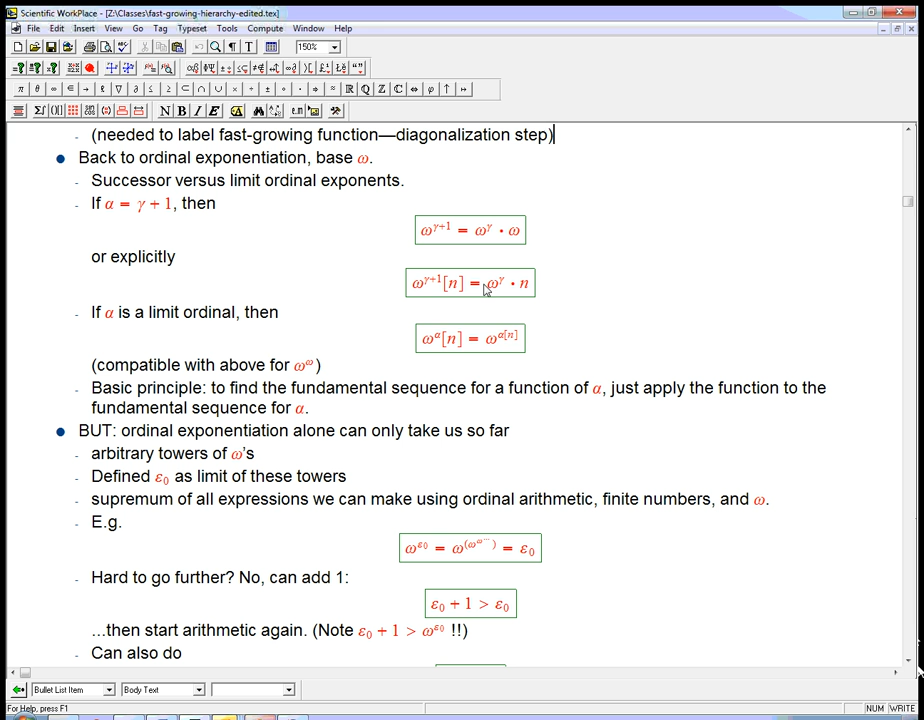 Scientific WorkPlace - [Z:\Classes\fast-growing-hierarchy-edited.tex]
File Edit Insert View Go Tag Typeset Tools Compute Window Help
150%
- (needed to label fast-growing function—diagonalization step)
● Back to ordinal exponentiation, base ω.
- Successor versus limit ordinal exponents.
- If α = γ + 1, then
ω^{γ+1} = ω^γ · ω
or explicitly
ω^{γ+1}[n] = ω^γ · n
- If α is a limit ordinal, then
ω^α[n] = ω^{α[n]}
(compatible with above for ω^ω)
- Basic principle: to find the fundamental sequence for a function of α, just apply the function to the
fundamental sequence for α.
● BUT: ordinal exponentiation alone can only take us so far
- arbitrary towers of ω's
- Defined ε₀ as limit of these towers
- supremum of all expressions we can make using ordinal arithmetic, finite numbers, and ω.
- E.g.
ω^{ε₀} = ω^{(ω^{ω^{...}})} = ε₀
- Hard to go further? No, can add 1:
ε₀ + 1 > ε₀
...then start arithmetic again. (Note ε₀ + 1 > ω^{ε₀} !!)
- Can also do
Bullet List Item Body Text
For Help, press F1 NUM WRITE